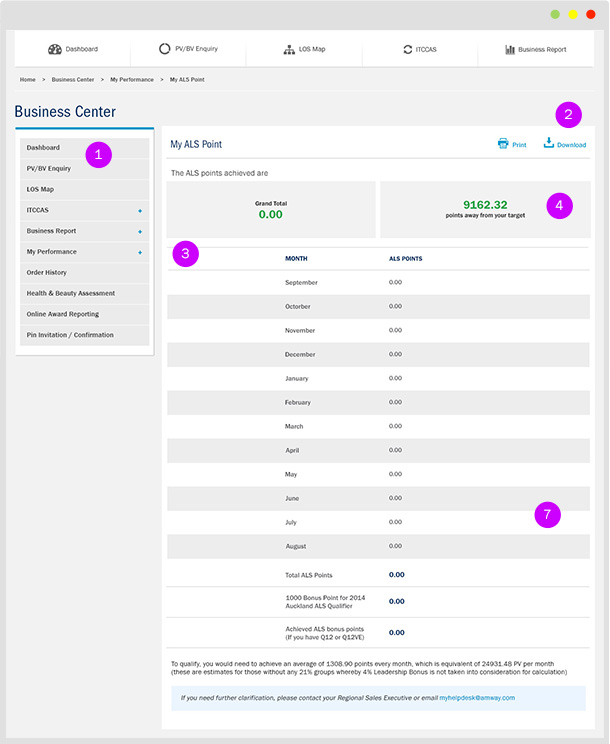 Dashboard
PV/BV Enquiry
LOS Map
ITCCAS
Business Report
Home > Business Center > My Performance > My ALS Point
Business Center
2
1
Dashboard
PV/BV Enquiry
LOS Map
ITCCAS +
Business Report +
My Performance +
Order History
Health & Beauty Assessment
Online Award Reporting
Pin Invitation / Confirmation
My ALS Point
Print
Download
The ALS points achieved are
Grand Total
0.00
9162.32
points away from your target
4
3
MONTH ALS POINTS
September 0.00
Octorber 0.00
November 0.00
December 0.00
January 0.00
February 0.00
March 0.00
April 0.00
May 0.00
June 0.00
7
July 0.00
August 0.00
Total ALS Points 0.00
1000 Bonus Point for 2014
Auckland ALS Qualifier 0.00
Achieved ALS bonus points
(If you have Q12 or Q12VE) 0.00
To qualify, you would need to achieve an average of 1308.90 points every month, which is equivalent of 24931.48 PV per month
(these are estimates for those without any 21% groups whereby 4% Leadership Bonus is not taken into consideration for calculation)
If you need further clarification, please contact your Regional Sales Executive or email myhelpdesk@amway.com